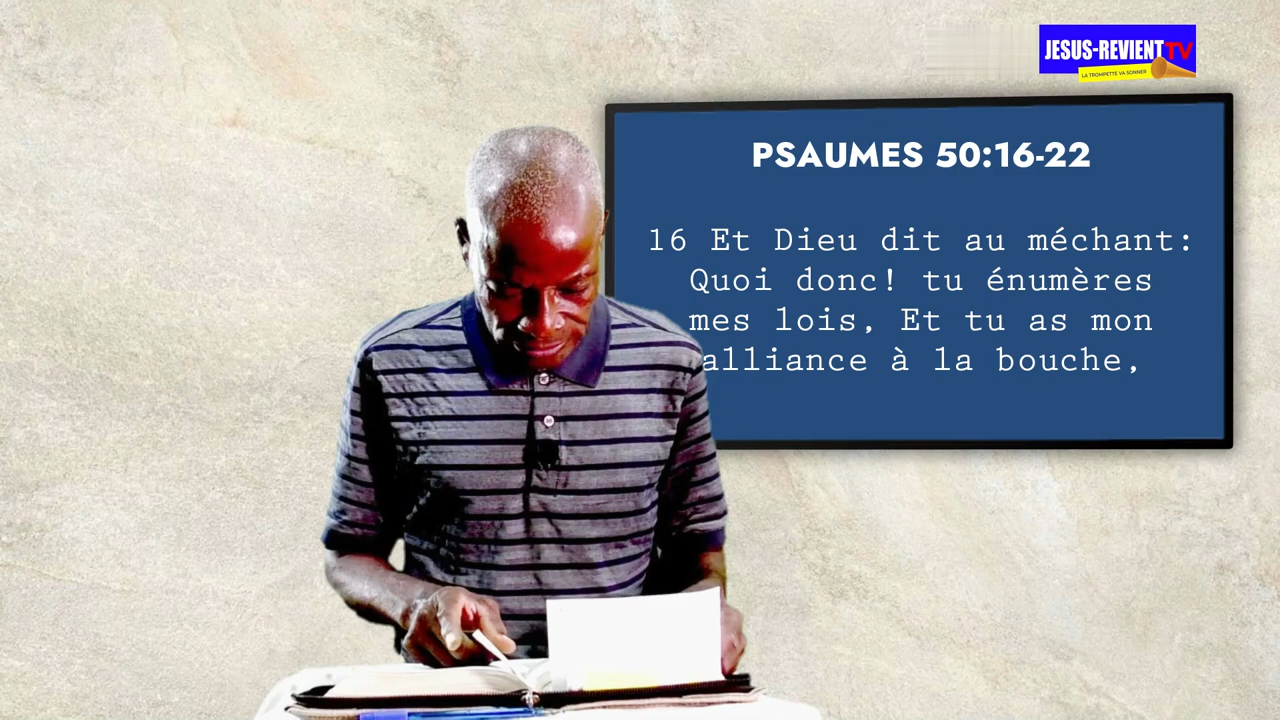 JESUS-REVIENT TV
LA TROMPETTE VA SONNER
PSAUMES 50:16-22
16 Et Dieu dit au méchant:
Quoi donc! tu énumères
mes lois, Et tu as mon
alliance à la bouche,